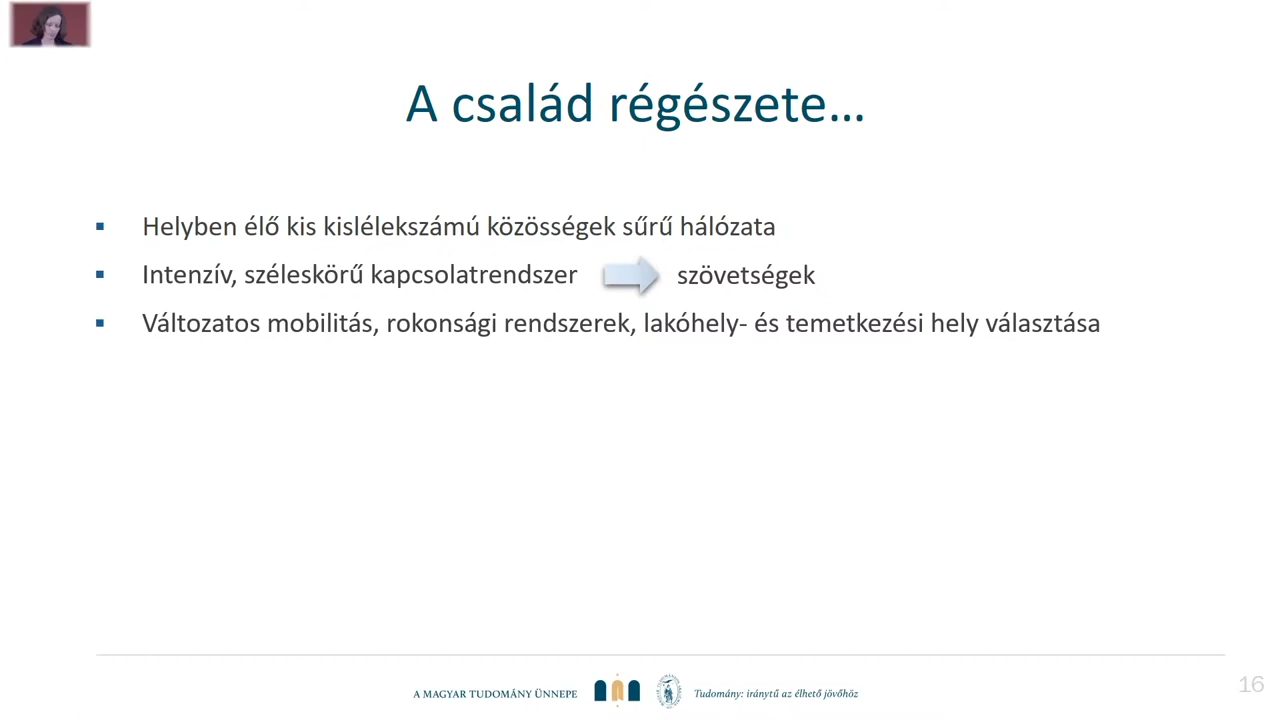 A család régészete...
Helyben élő kis kislélekszámú közösségek sűrű hálózata
Intenzív, széleskörű kapcsolatrendszer szövetségek
Változatos mobilitás, rokonsági rendszerek, lakóhely- és temetkezési hely választása
A MAGYAR TUDOMÁNY ÜNNEPE Tudomány: iránytű az élhető jövőhöz
16